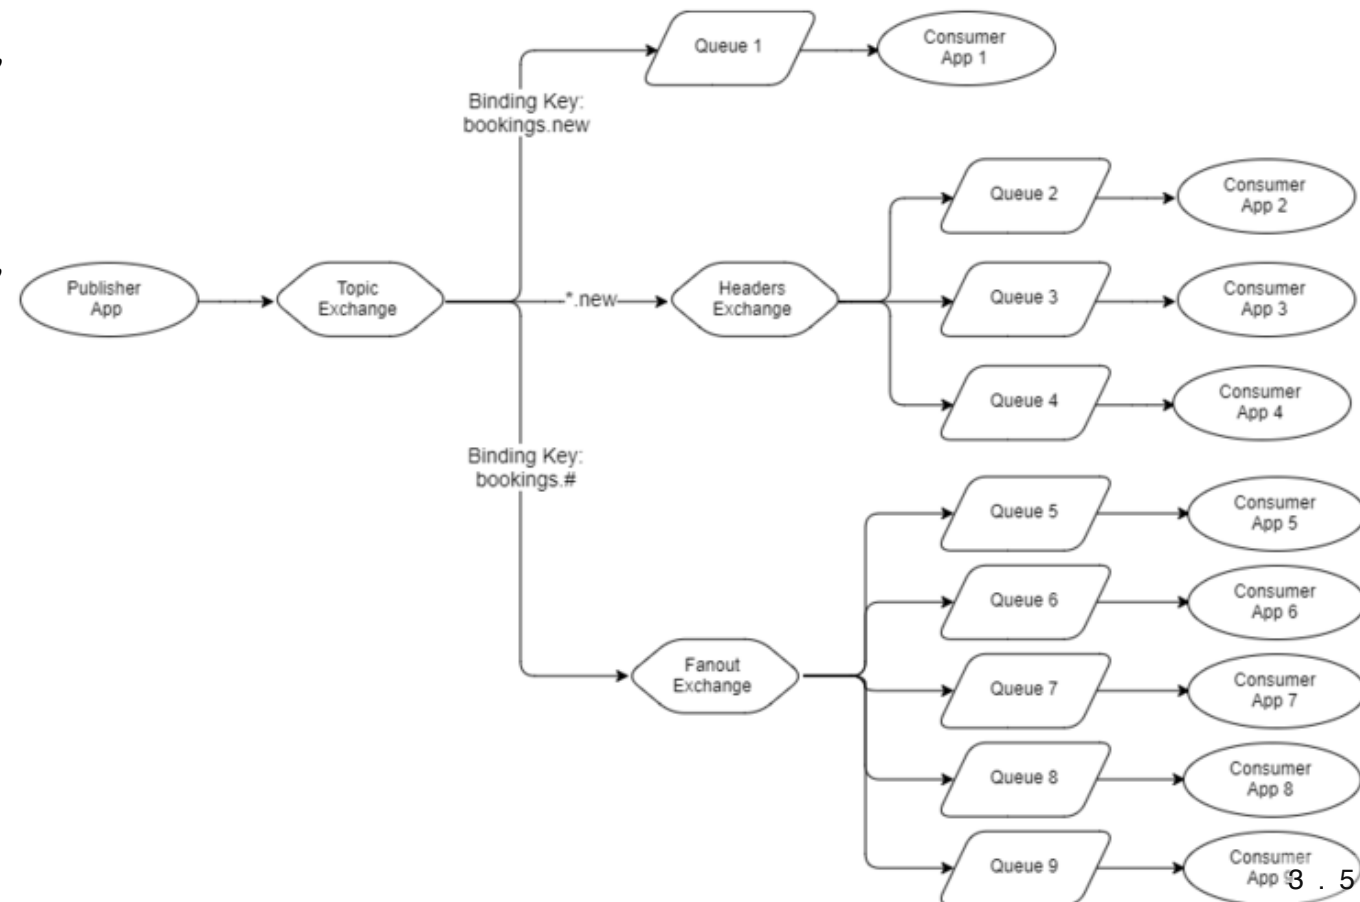 Queue 1
Consumer
App 1
Binding Key:
bookings.new
Queue 2
Consumer
App 2
Publisher
App
Topic
Exchange
*.new
Headers
Exchange
Queue 3
Consumer
App 3
Queue 4
Consumer
App 4
Binding Key:
bookings.#
Queue 5
Consumer
App 5
Queue 6
Consumer
App 6
Fanout
Exchange
Queue 7
Consumer
App 7
Queue 8
Consumer
App 8
Queue 9
Consumer
App 9
3 . 5